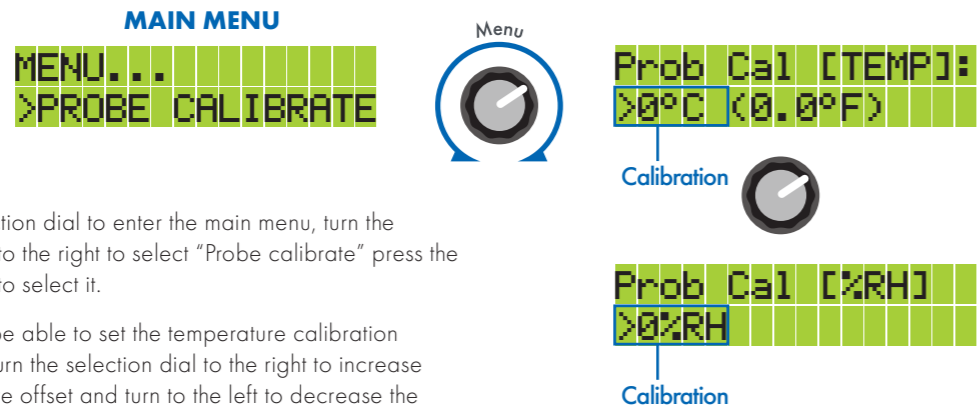 MAIN MENU
MENU...
>PROBE CALIBRATE
Menu
Prob Cal [TEMP]:
>0ºC (0.0ºF)
Calibration
tion dial to enter the main menu, turn the
to the right to select “Probe calibrate” press the
to select it.
be able to set the temperature calibration
urn the selection dial to the right to increase
e offset and turn to the left to decrease the
Prob Cal [%RH]
>0%RH
Calibration